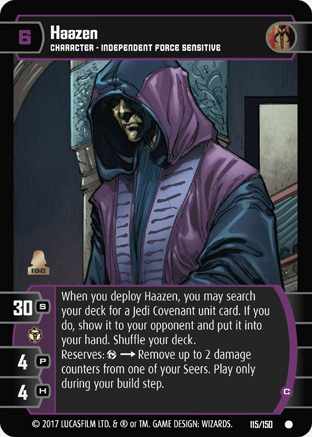 6
Haazen
CHARACTER - INDEPENDENT FORCE SENSITIVE
IDC
30 S
4 P
4 H
When you deploy Haazen, you may search
your deck for a Jedi Covenant unit card. If you
do, show it to your opponent and put it into
your hand. Shuffle your deck.
Reserves: → Remove up to 2 damage
counters from one of your Seers. Play only
during your build step.
C
© 2017 LUCASFILM LTD. & ® or TM. GAME DESIGN: WIZARDS. 115/150